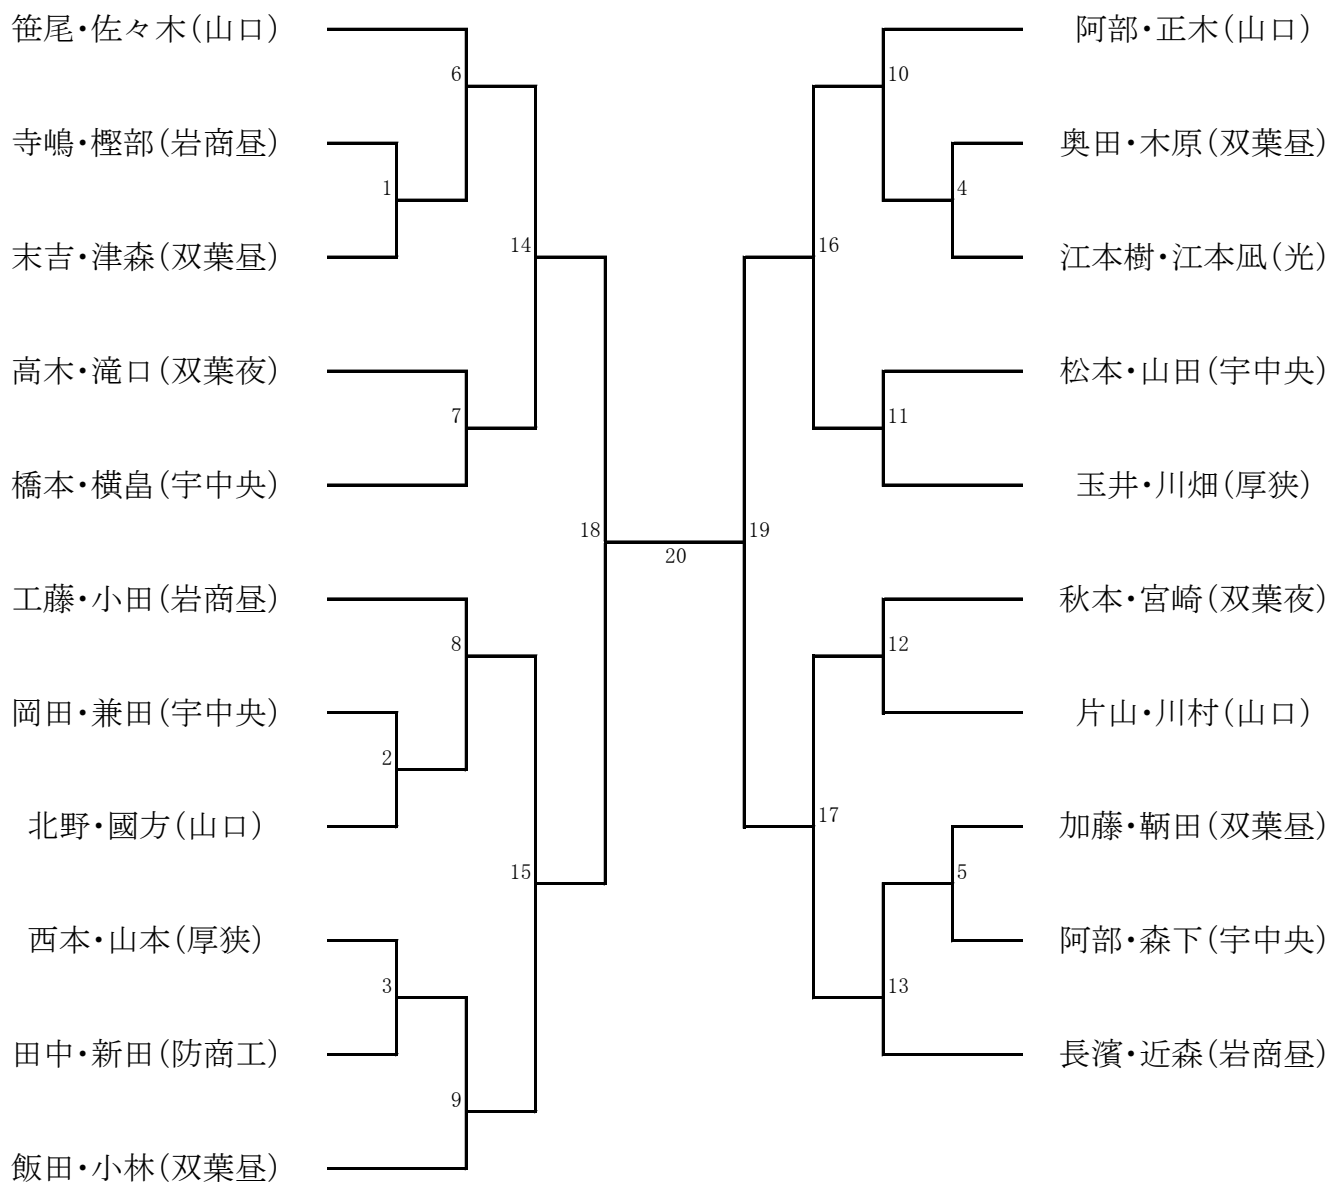 笹尾・佐々木(山口)
寺嶋・樫部(岩商昼)
末吉・津森(双葉昼)
高木・滝口(双葉夜)
橋本・横畠(宇中央)
工藤・小田(岩商昼)
岡田・兼田(宇中央)
北野・國方(山口)
西本・山本(厚狭)
田中・新田(防商工)
飯田・小林(双葉昼)
6
1
14
7
18
8
2
15
3
9
20
10
4
16
11
19
12
17
5
13
阿部・正木(山口)
奥田・木原(双葉昼)
江本樹・江本凪(光)
松本・山田(宇中央)
玉井・川畑(厚狭)
秋本・宮崎(双葉夜)
片山・川村(山口)
加藤・鞆田(双葉昼)
阿部・森下(宇中央)
長濱・近森(岩商昼)